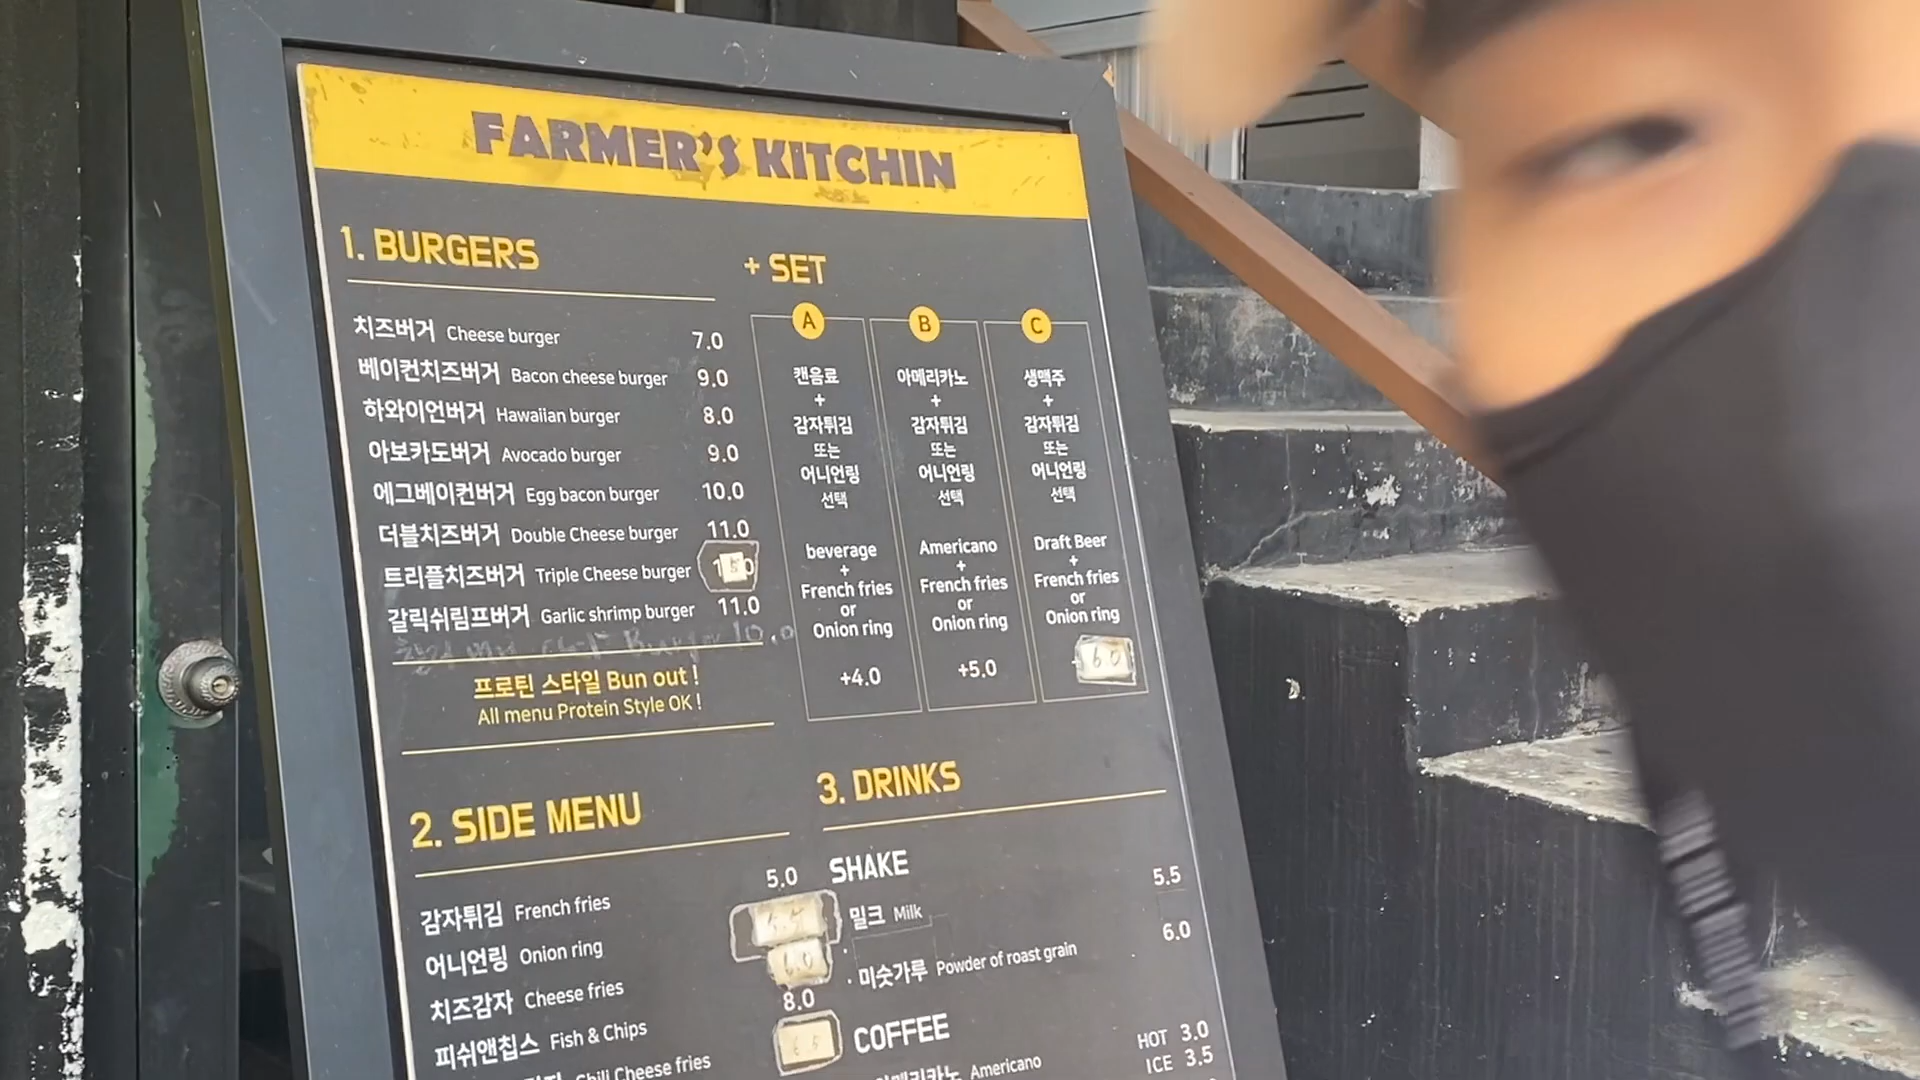 FARMER'S KITCHIN
1. BURGERS
치즈버거 Cheese burger 7.0
베이컨치즈버거 Bacon cheese burger 9.0
하와이언버거 Hawaiian burger 8.0
아보카도버거 Avocado burger 9.0
에그베이컨버거 Egg bacon burger 10.0
더블치즈버거 Double Cheese burger 11.0
트리플치즈버거 Triple Cheese burger
갈릭쉬림프버거 Garlic shrimp burger 11.0
Burger 10.0
프로틴 스타일 Bun out !
All menu Protein Style OK !
+ SET
A
캔음료
+
감자튀김
또는
어니언링
선택
beverage
+
French fries
or
Onion ring
+4.0
B
아메리카노
+
감자튀김
또는
어니언링
선택
Americano
+
French fries
or
Onion ring
+5.0
C
생맥주
+
감자튀김
또는
어니언링
선택
Draft Beer
+
French fries
or
Onion ring
6.0
2. SIDE MENU
감자튀김 French fries 5.0
어니언링 Onion ring
치즈감자 Cheese fries 6.0
피쉬앤칩스 Fish & Chips 8.0
Chili Cheese fries 6.5
3. DRINKS
SHAKE
밀크 Milk 5.5
· 미숫가루 Powder of roast grain 6.0
COFFEE
아메리카노 Americano HOT 3.0
ICE 3.5